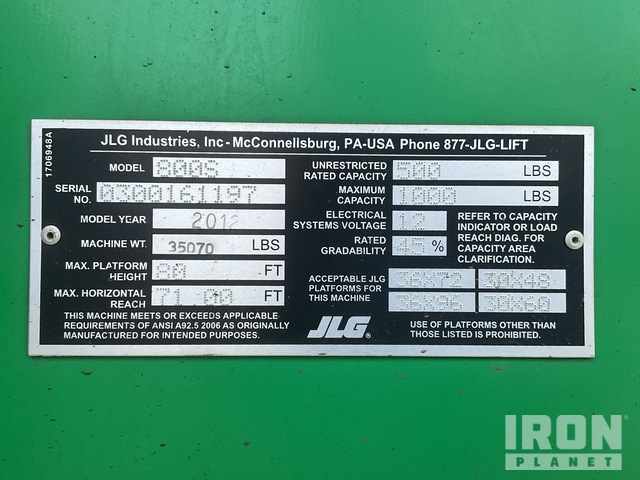 1706948A
JLG Industries, Inc - McConnellsburg, PA-USA Phone 877-JLG-LIFT
MODEL 800S
SERIAL NO. 0300161197
MODEL YEAR 2012
MACHINE WT. 35070 LBS
MAX. PLATFORM HEIGHT 80 FT
MAX. HORIZONTAL REACH 71.00 FT
THIS MACHINE MEETS OR EXCEEDS APPLICABLE
REQUIREMENTS OF ANSI A92.5 2006 AS ORIGINALLY
MANUFACTURED FOR INTENDED PURPOSES.
UNRESTRICTED RATED CAPACITY 500 LBS
MAXIMUM CAPACITY 1000 LBS
ELECTRICAL SYSTEMS VOLTAGE 12
RATED GRADABILITY 45 %
REFER TO CAPACITY
INDICATOR OR LOAD
REACH DIAG. FOR
CAPACITY AREA
CLARIFICATION.
ACCEPTABLE JLG
PLATFORMS FOR
THIS MACHINE
36X72 30X48
36X96 30X60
JLG®
USE OF PLATFORMS OTHER THAN
THOSE LISTED IS PROHIBITED.
IRON
PLANET